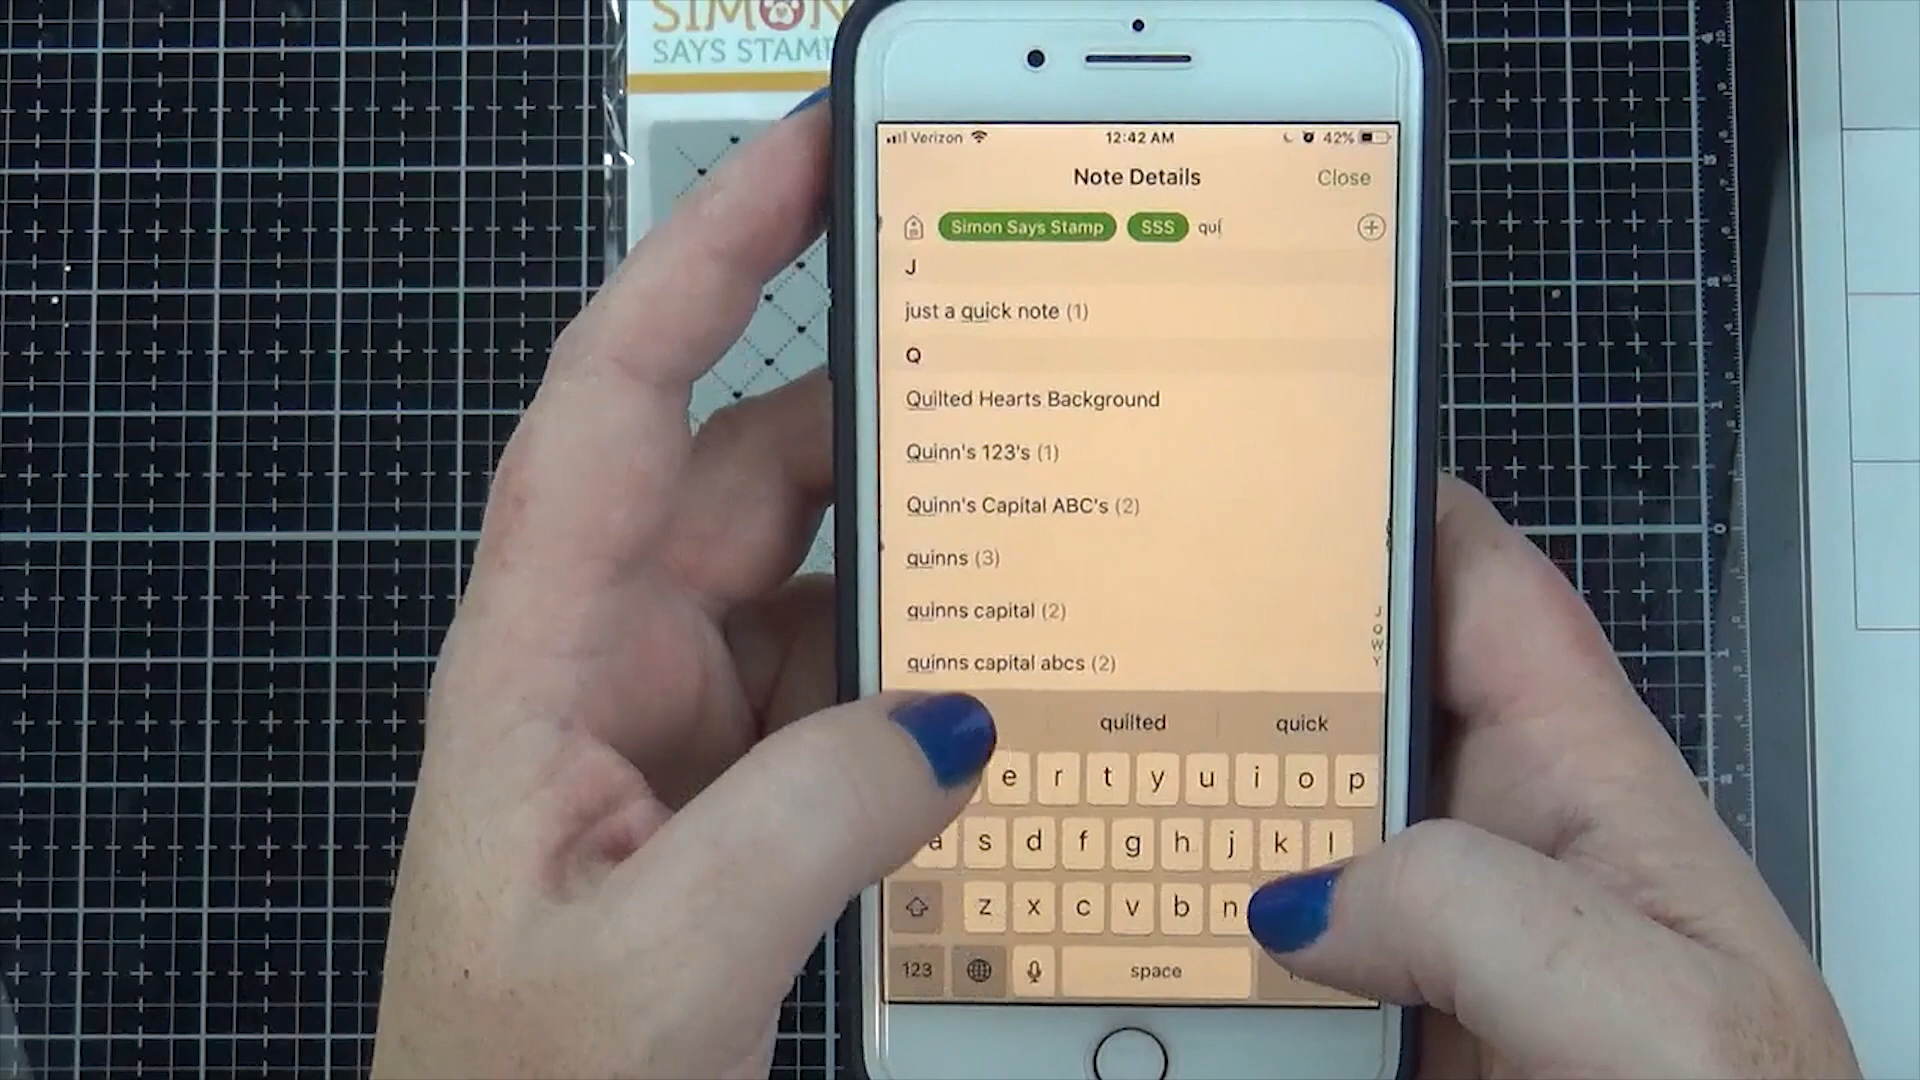 SIMON
SAYS STAMP
Verizon 12:42 AM 42%
Note Details Close
Simon Says Stamp SSS qui
J
just a quick note (1)
Q
Quilted Hearts Background
Quinn's 123's (1)
Quinn's Capital ABC's (2)
quinns (3)
quinns capital (2)
quinns capital abcs (2)
J
Q
W
Y
quilted quick
e r t y u i o p
a s d f g h j k l
z x c v b n
123 space